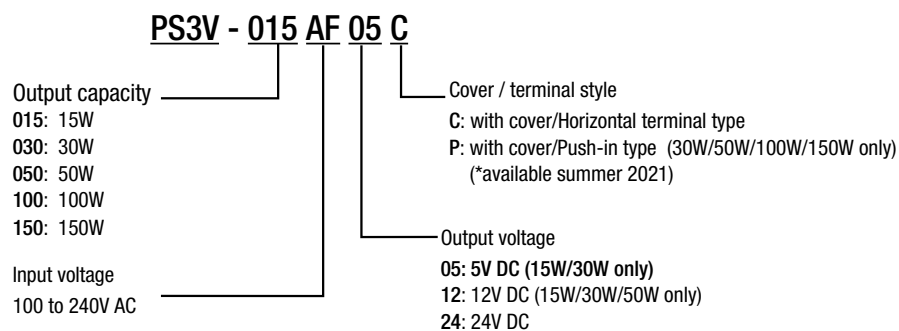 PS3V - 015 AF 05 C
Output capacity
015: 15W
030: 30W
050: 50W
100: 100W
150: 150W
Input voltage
100 to 240V AC
Cover / terminal style
C: with cover/Horizontal terminal type
P: with cover/Push-in type (30W/50W/100W/150W only)
(*available summer 2021)
Output voltage
05: 5V DC (15W/30W only)
12: 12V DC (15W/30W/50W only)
24: 24V DC